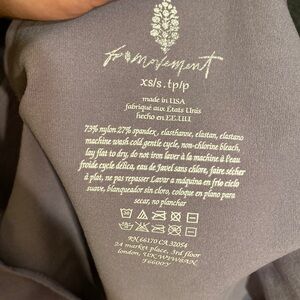 fp movement
xs/s . tp/p
made in USA
fabriqué aux États Unis
hecho en EE.UU.
73% nylon 27% spandex, elasthanne, elastan, elastano
machine wash cold gentle cycle, non-chlorine bleach,
lay flat to dry, do not iron laver à la machine à l'eau
froide cycle délicat, eau de Javel sans chlore, faire sécher
à plat, ne pas repasser Lavar a máquina en frío ciclo
suave, blanqueador sin cloro, coloque en plano para
secar, no planchar
RN 66170 CA 32054
24 market place, 3rd floor
london, UK W1W8AN